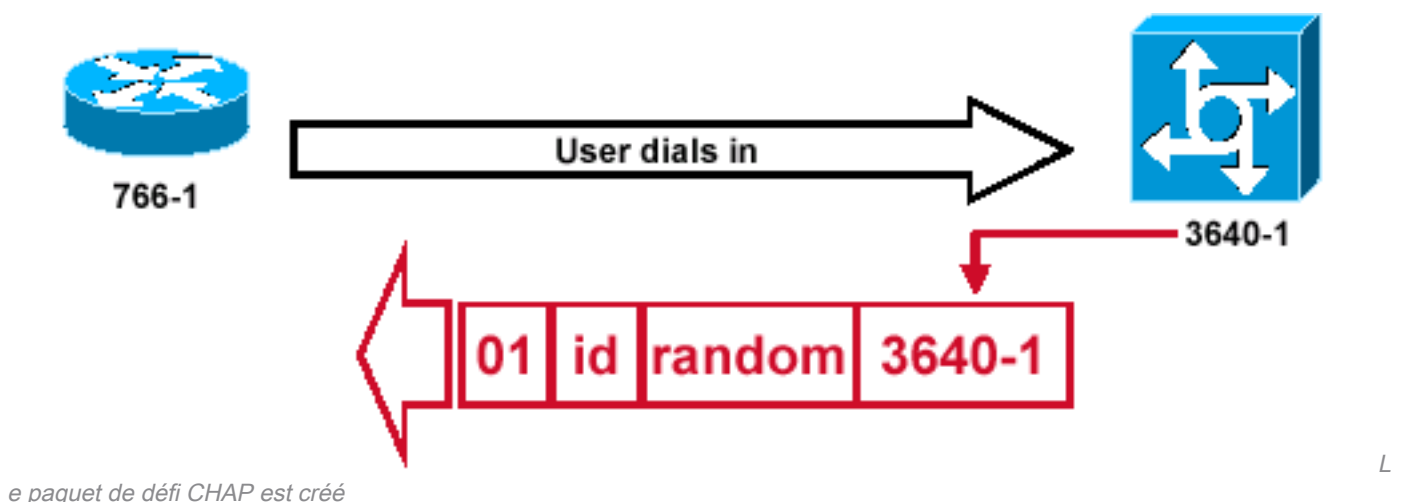 User dials in
766-1
3640-1
01 id random 3640-1
L
e paquet de défi CHAP est créé